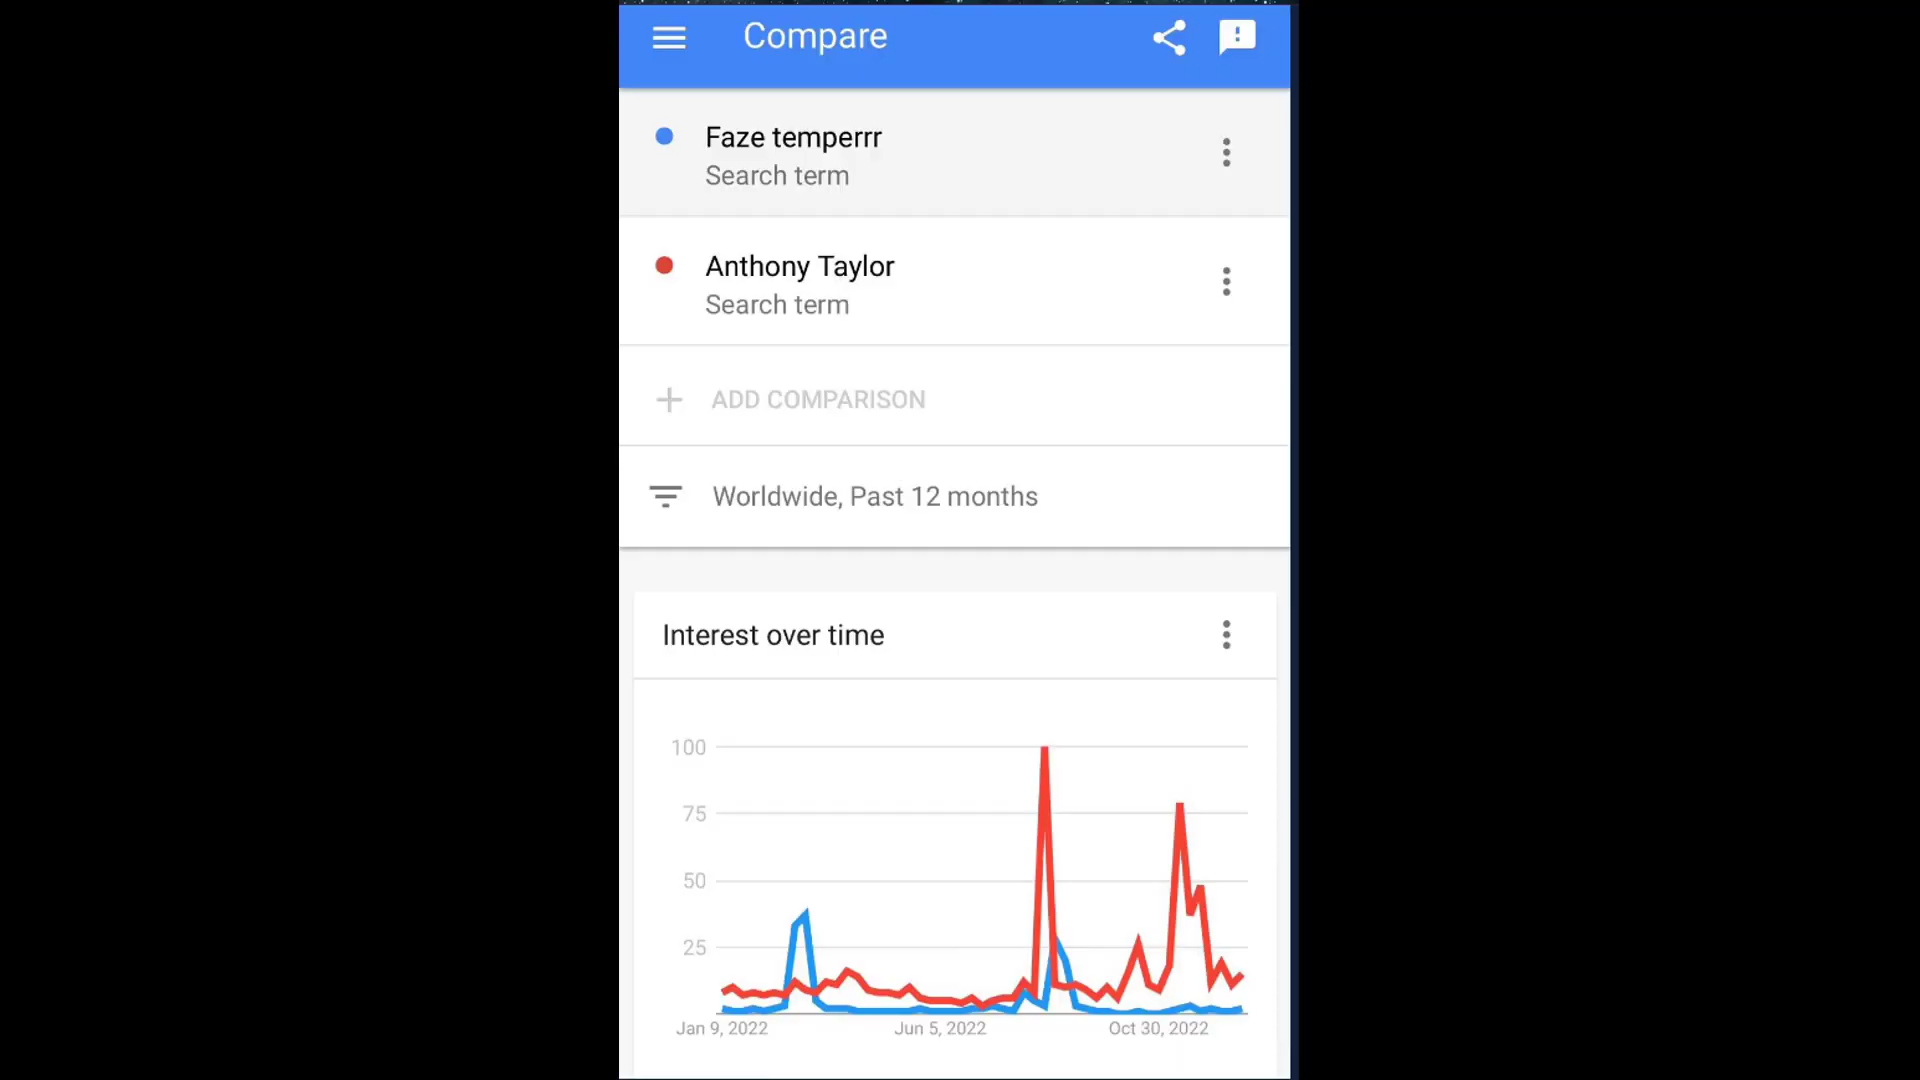 Compare
Faze temperrr
Search term
Anthony Taylor
Search term
ADD COMPARISON
Worldwide, Past 12 months
Interest over time
100
75
50
25
Jan 9, 2022 Jun 5, 2022 Oct 30, 2022